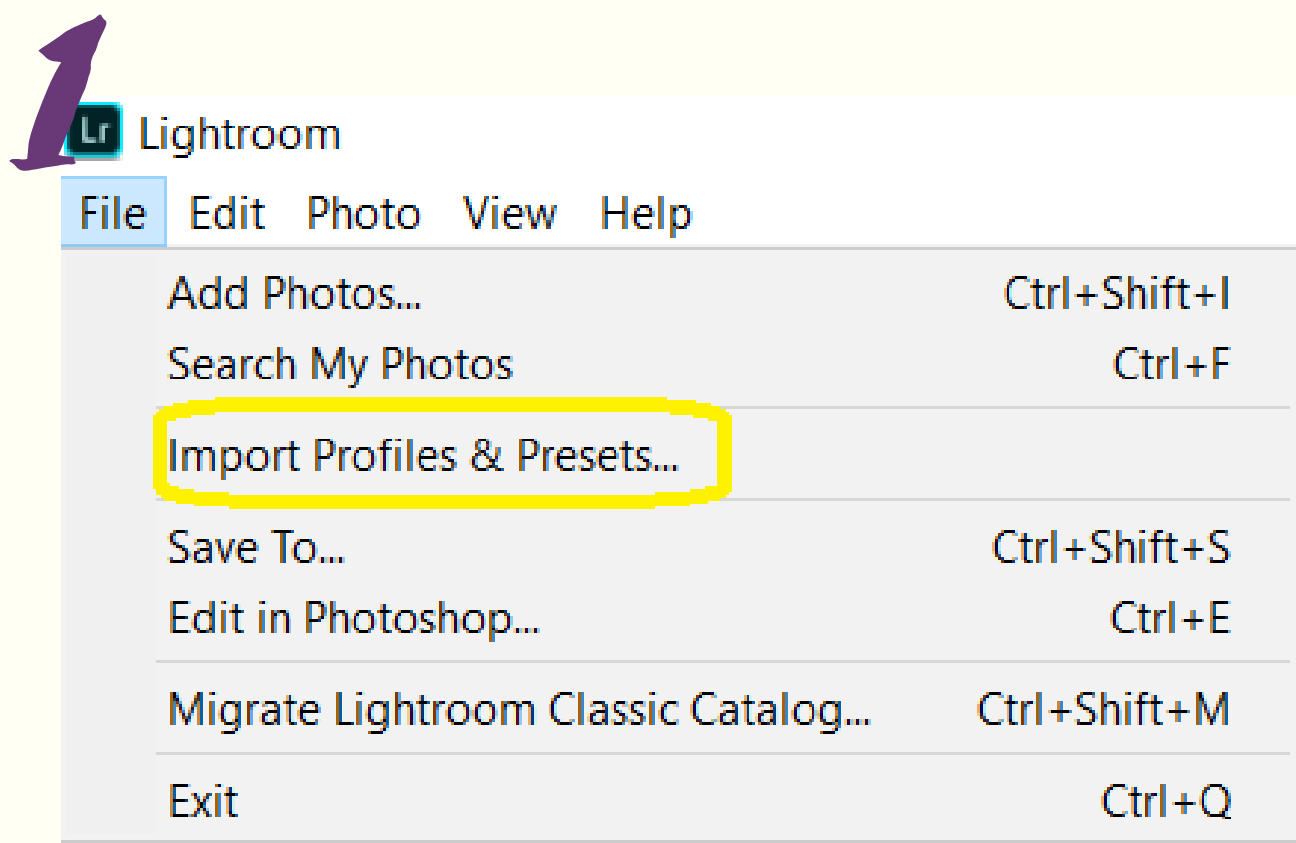 1
Lr Lightroom
File Edit Photo View Help
Add Photos... Ctrl+Shift+I
Search My Photos Ctrl+F
Import Profiles & Presets...
Save To... Ctrl+Shift+S
Edit in Photoshop... Ctrl+E
Migrate Lightroom Classic Catalog... Ctrl+Shift+M
Exit Ctrl+Q